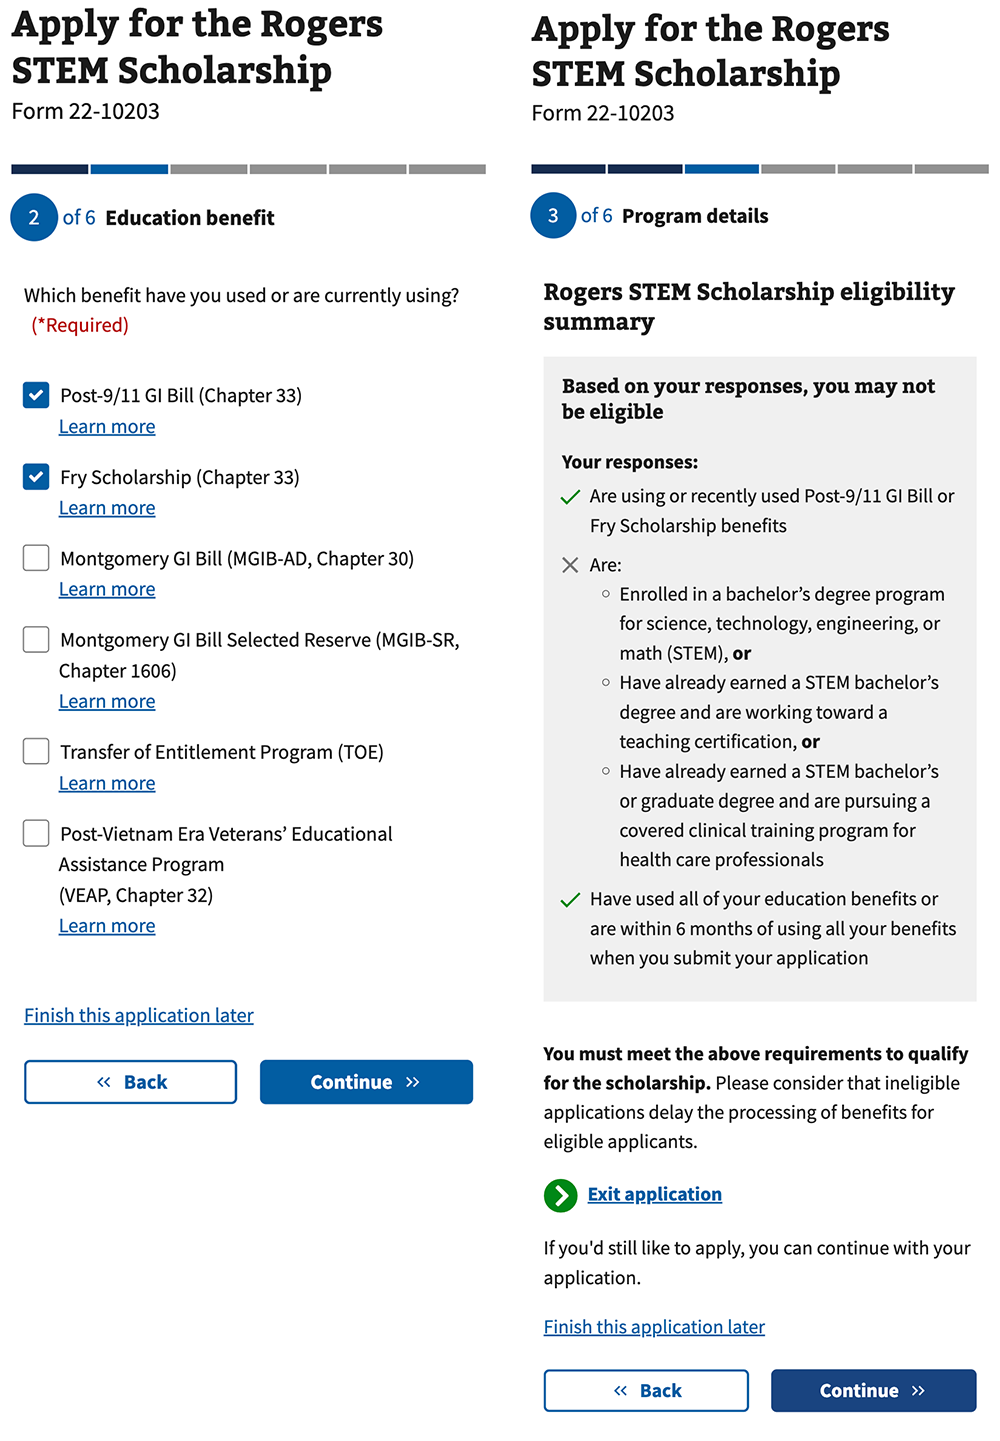 Apply for the Rogers
STEM Scholarship
Form 22-10203
2 of 6 Education benefit
Which benefit have you used or are currently using?
(*Required)
Post-9/11 GI Bill (Chapter 33)
Learn more
Fry Scholarship (Chapter 33)
Learn more
Montgomery GI Bill (MGIB-AD, Chapter 30)
Learn more
Montgomery GI Bill Selected Reserve (MGIB-SR,
Chapter 1606)
Learn more
Transfer of Entitlement Program (TOE)
Learn more
Post-Vietnam Era Veterans’ Educational
Assistance Program
(VEAP, Chapter 32)
Learn more
Finish this application later
« Back
Continue »
Apply for the Rogers
STEM Scholarship
Form 22-10203
3 of 6 Program details
Rogers STEM Scholarship eligibility
summary
Based on your responses, you may not
be eligible
Your responses:
Are using or recently used Post-9/11 GI Bill or
Fry Scholarship benefits
Are:
Enrolled in a bachelor’s degree program
for science, technology, engineering, or
math (STEM), or
Have already earned a STEM bachelor’s
degree and are working toward a
teaching certification, or
Have already earned a STEM bachelor’s
or graduate degree and are pursuing a
covered clinical training program for
health care professionals
Have used all of your education benefits or
are within 6 months of using all your benefits
when you submit your application
You must meet the above requirements to qualify
for the scholarship. Please consider that ineligible
applications delay the processing of benefits for
eligible applicants.
Exit application
If you'd still like to apply, you can continue with your
application.
Finish this application later
« Back
Continue »